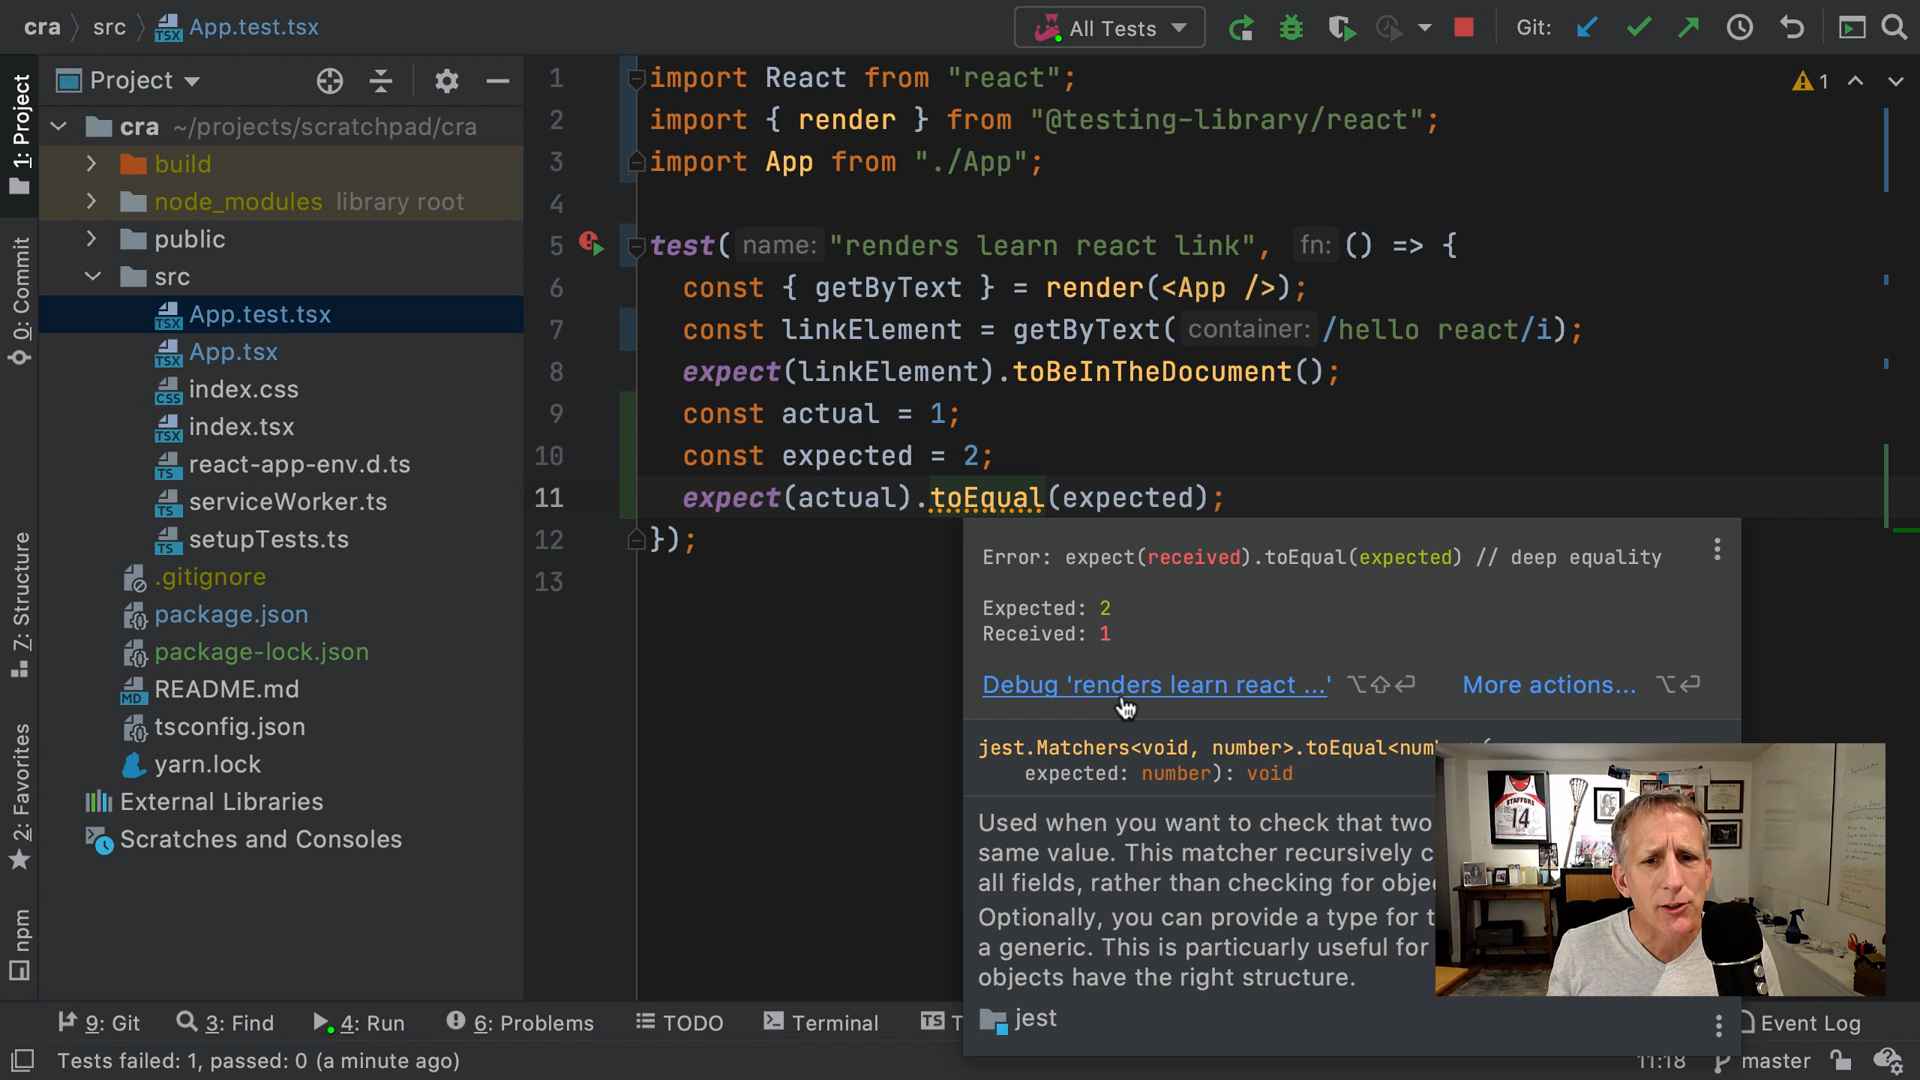 cra src App.test.tsx
All Tests
Git:
1: Project
0: Commit
Z: Structure
2: Favorites
npm
Project
cra ~/projects/scratchpad/cra
build
node_modules library root
public
src
App.test.tsx
App.tsx
index.css
index.tsx
react-app-env.d.ts
serviceWorker.ts
setupTests.ts
.gitignore
package.json
package-lock.json
README.md
tsconfig.json
yarn.lock
External Libraries
Scratches and Consoles
1 import React from "react";
2 import { render } from "@testing-library/react";
3 import App from "./App";
4
5 test( name: "renders learn react link", fn: () => {
6 const { getByText } = render(<App />);
7 const linkElement = getByText( container: /hello react/i);
8 expect(linkElement).toBeInTheDocument();
9 const actual = 1;
10 const expected = 2;
11 expect(actual).toEqual(expected);
12 });
13
1
Error: expect(received).toEqual(expected) // deep equality
Expected: 2
Received: 1
Debug 'renders learn react ...' ⌥⇧⏎ More actions... ⌥⏎
jest.Matchers<void, number>.toEqual<num
expected: number): void
Used when you want to check that two
same value. This matcher recursively c
all fields, rather than checking for obje
Optionally, you can provide a type for t
a generic. This is particuarly useful for
objects have the right structure.
jest
STAFFORD
14
9: Git 3: Find 4: Run 6: Problems TODO Terminal TS T Event Log
Tests failed: 1, passed: 0 (a minute ago) 11:18 master